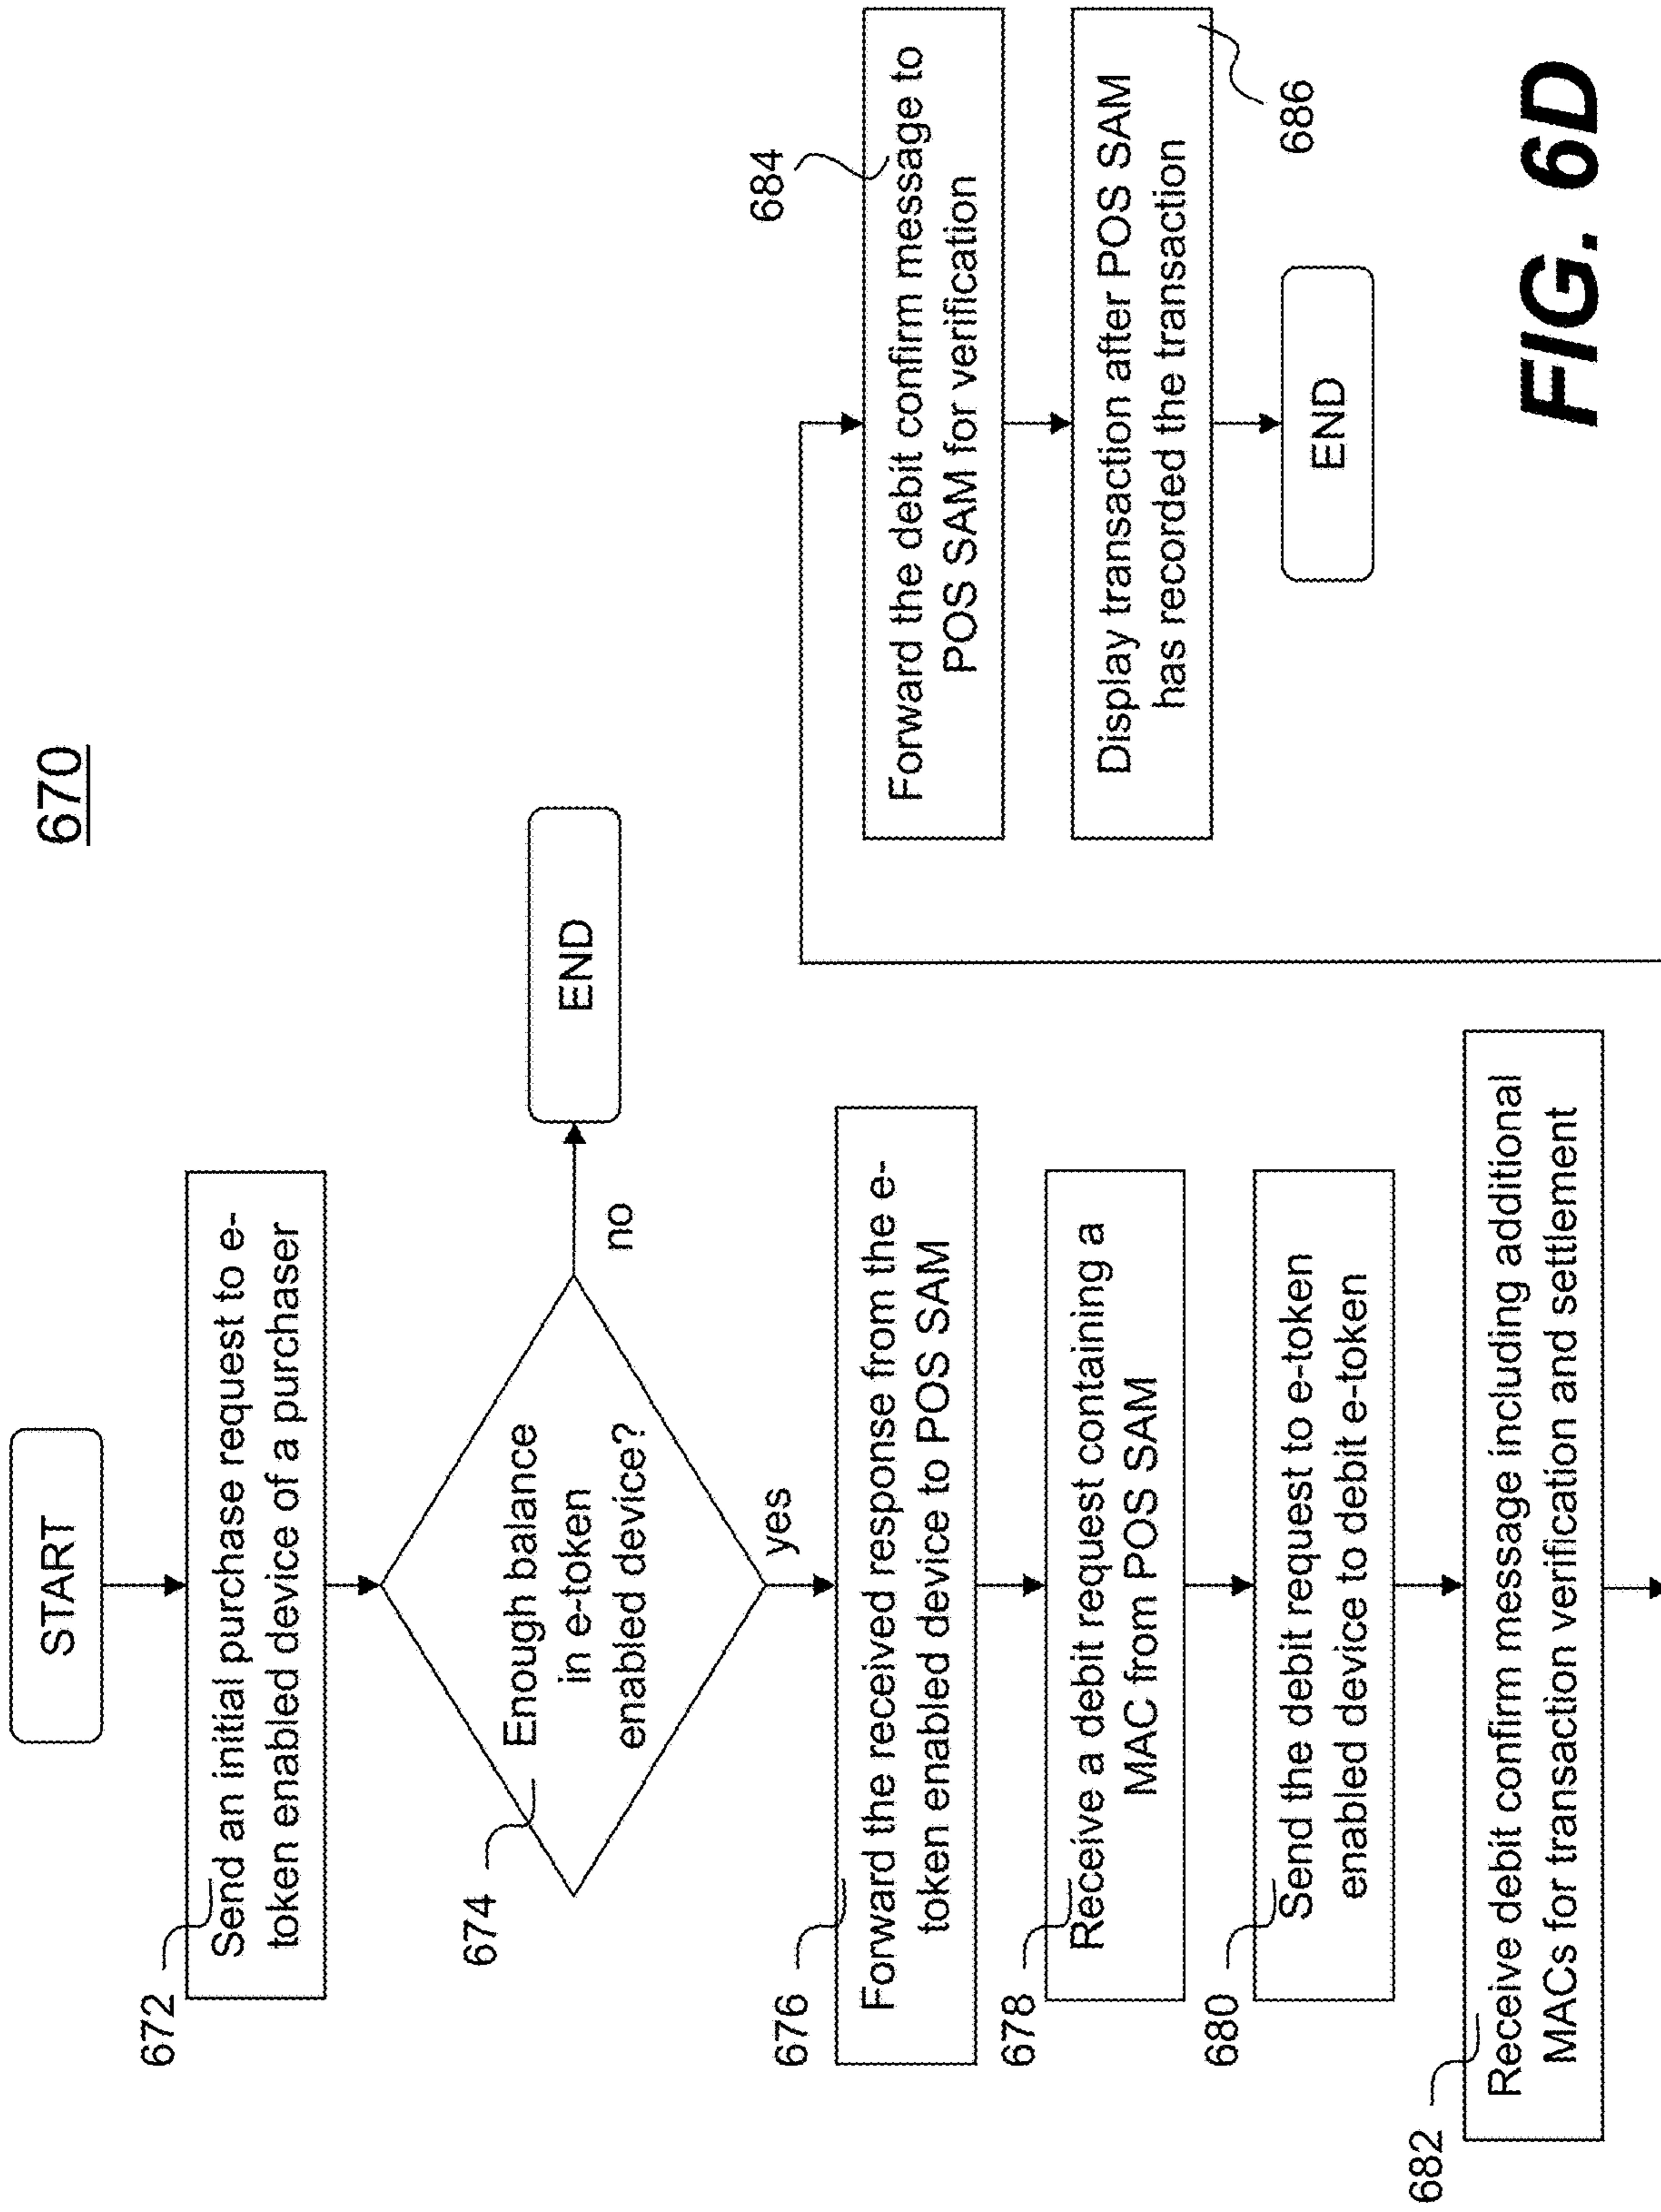 670
START
672
Send an initial purchase request to e-
token enabled device of a purchaser
674
Enough balance
in e-token
enabled device?
no
END
yes
676
Forward the received response from the e-
token enabled device to POS SAM
678
Receive a debit request containing a
MAC from POS SAM
680
Send the debit request to e-token
enabled device to debit e-token
682
Receive debit confirm message including additional
MACs for transaction verification and settlement
684
Forward the debit confirm message to
POS SAM for verification
Display transaction after POS SAM
has recorded the transaction
686
END
FIG. 6D